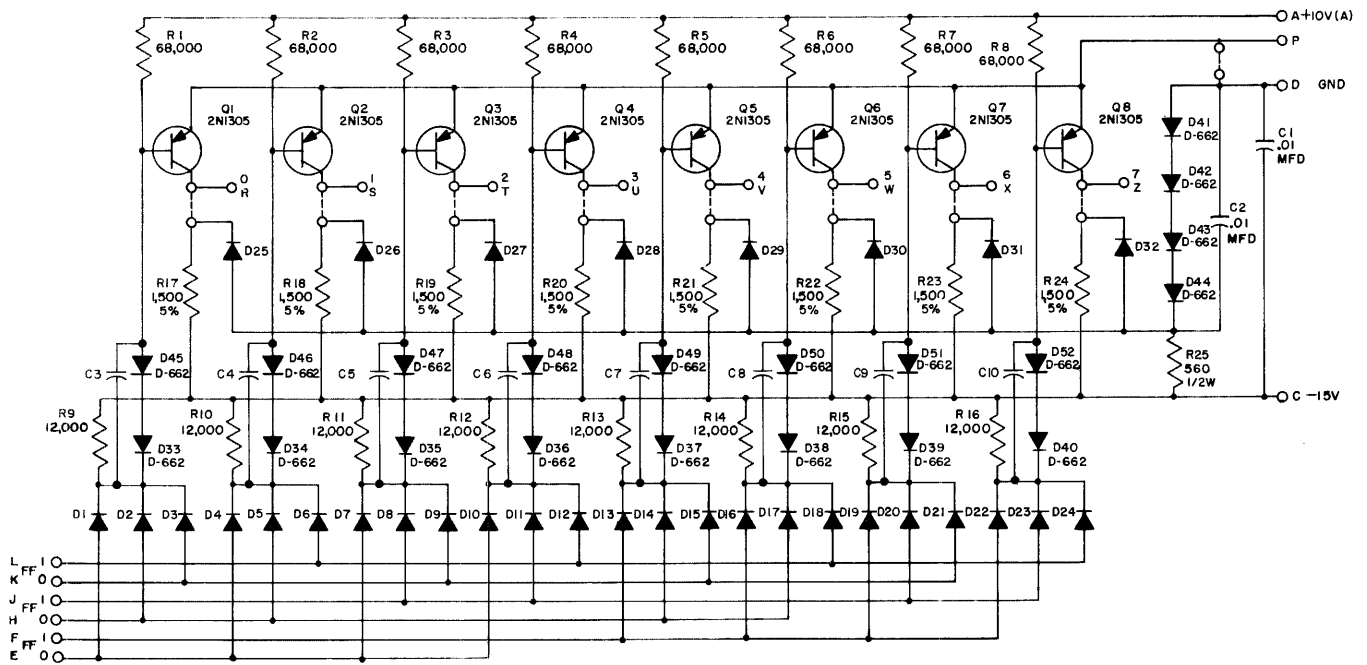 A+10V(A)
P
D GND
C -15V
R1 68,000
R2 68,000
R3 68,000
R4 68,000
R5 68,000
R6 68,000
R7 68,000
R8 68,000
Q1 2N1305
Q2 2N1305
Q3 2N1305
Q4 2N1305
Q5 2N1305
Q6 2N1305
Q7 2N1305
Q8 2N1305
0 R
1 S
2 T
3 U
4 V
5 W
6 X
7 Z
D41 D-662
D42 D-662
D43 D-662
D44 D-662
C1 .01 MFD
C2 .01 MFD
D25
D26
D27
D28
D29
D30
D31
D32
R17 1,500 5%
R18 1,500 5%
R19 1,500 5%
R20 1,500 5%
R21 1,500 5%
R22 1,500 5%
R23 1,500 5%
R24 1,500 5%
R25 560 1/2W
C3
D45 D-662
C4
D46 D-662
C5
D47 D-662
C6
D48 D-662
C7
D49 D-662
C8
D50 D-662
C9
D51 D-662
C10
D52 D-662
R9 12,000
R10 12,000
R11 12,000
R12 12,000
R13 12,000
R14 12,000
R15 12,000
R16 12,000
D33 D-662
D34 D-662
D35 D-662
D36 D-662
D37 D-662
D38 D-662
D39 D-662
D40 D-662
D1 D2 D3 D4 D5 D6 D7 D8 D9 D10 D11 D12 D13 D14 D15 D16 D17 D18 D19 D20 D21 D22 D23 D24
L 1
FF
K 0
J 1
FF
H 0
F 1
FF
E 0